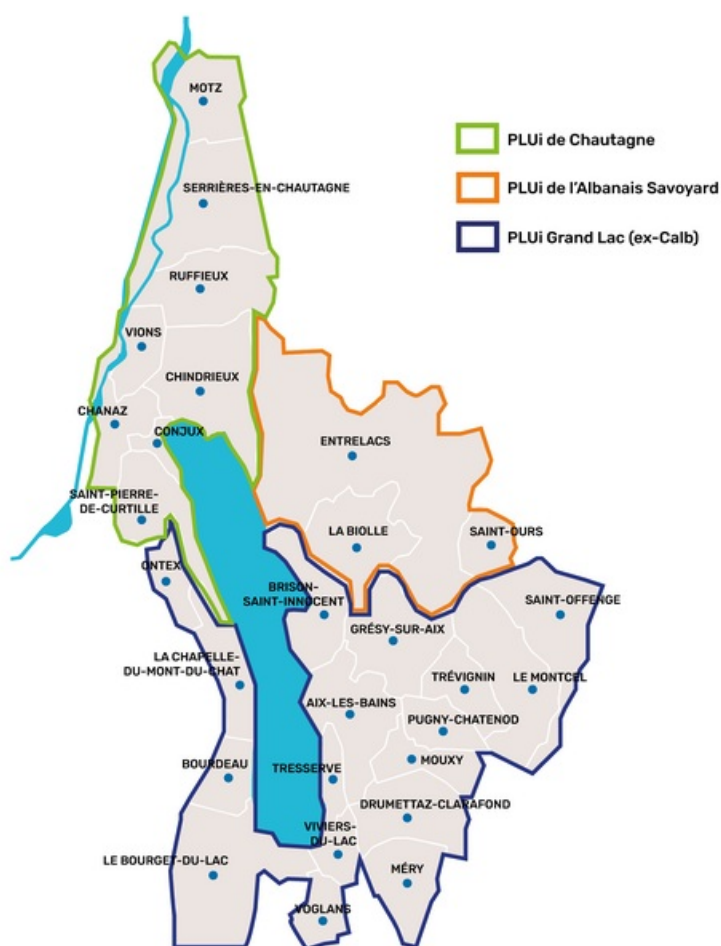 MOTZ
PLUi de Chautagne
PLUi de l'Albanais Savoyard
PLUi Grand Lac (ex-Calb)
SERRIÈRES-EN-CHAUTAGNE
RUFFIEUX
VIONS
CHINDRIEUX
CHANAZ
CONJUX
ENTRELACS
SAINT-PIERRE-
DE-CURTILLE
LA BIOLLE
SAINT-OURS
ONTEX
BRISON-
SAINT-INNOCENT
SAINT-OFFENGE
GRÉSY-SUR-AIX
LA CHAPELLE-
DU-MONT-DU-CHAT
TRÉVIGNIN
LE MONTCEL
AIX-LES-BAINS
PUGNY-CHATENOD
BOURDEAU
TRESSERVE
MOUXY
DRUMETTAZ-CLARAFOND
VIVIERS-
DU-LAC
LE BOURGET-DU-LAC
MÉRY
VOGLANS